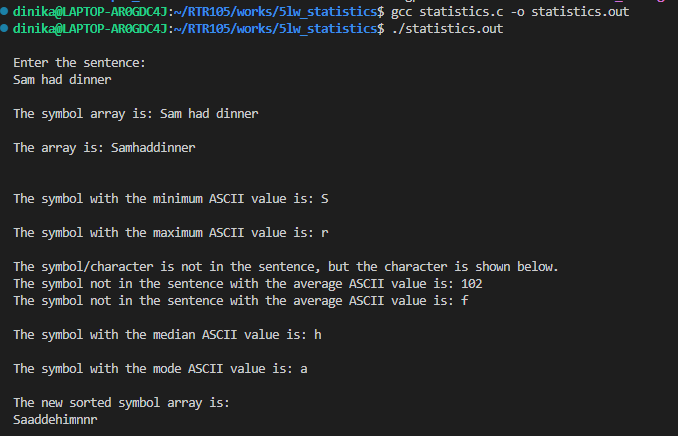 dinika@LAPTOP-AR0GDC4J:~/RTR105/works/5lw_statistics$ gcc statistics.c -o statistics.out
dinika@LAPTOP-AR0GDC4J:~/RTR105/works/5lw_statistics$ ./statistics.out
Enter the sentence:
Sam had dinner
The symbol array is: Sam had dinner
The array is: Samhaddinner
The symbol with the minimum ASCII value is: S
The symbol with the maximum ASCII value is: r
The symbol/character is not in the sentence, but the character is shown below.
The symbol not in the sentence with the average ASCII value is: 102
The symbol not in the sentence with the average ASCII value is: f
The symbol with the median ASCII value is: h
The symbol with the mode ASCII value is: a
The new sorted symbol array is:
Saaddehimnnr